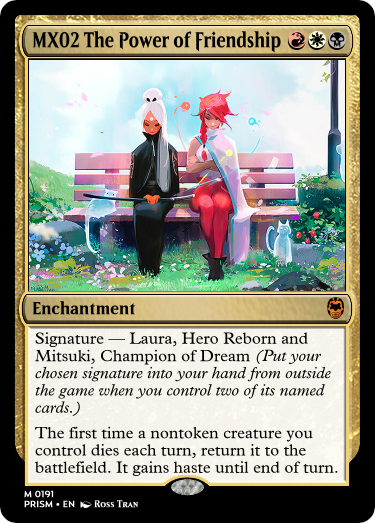 MX02 The Power of Friendship
Enchantment
Signature — Laura, Hero Reborn and
Mitsuki, Champion of Dream (Put your
chosen signature into your hand from outside
the game when you control two of its named
cards.)
The first time a nontoken creature you
control dies each turn, return it to the
battlefield. It gains haste until end of turn.
M 0191
PRISM • EN Ross Tran